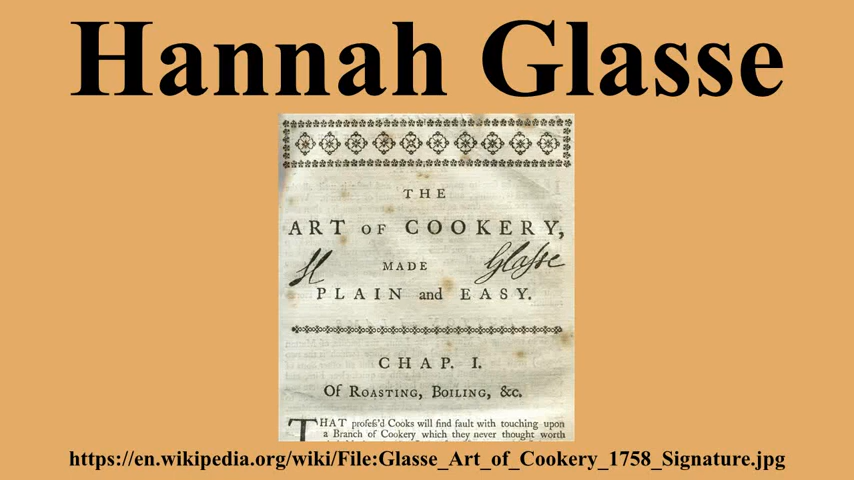 Hannah Glasse
THE
ART OF COOKERY,
H Glasse
MADE
PLAIN and EASY.
CHAP. I.
Of ROASTING, BOILING, &c.
THAT profeſs'd Cooks will find fault with touching upon
a Branch of Cookery which they never thought worth
https://en.wikipedia.org/wiki/File:Glasse_Art_of_Cookery_1758_Signature.jpg